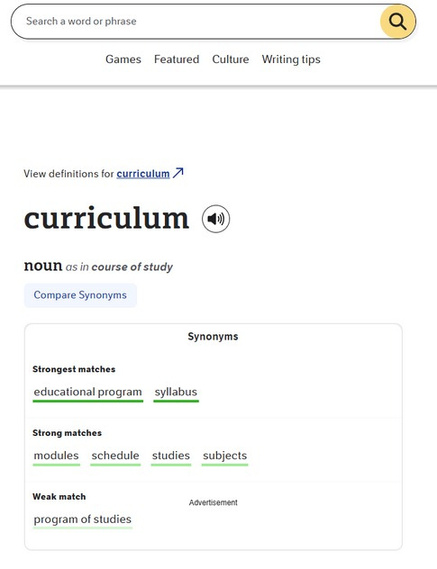 Search a word or phrase
Games Featured Culture Writing tips
View definitions for curriculum
curriculum
noun as in course of study
Compare Synonyms
Synonyms
Strongest matches
educational program syllabus
Strong matches
modules schedule studies subjects
Weak match
Advertisement
program of studies